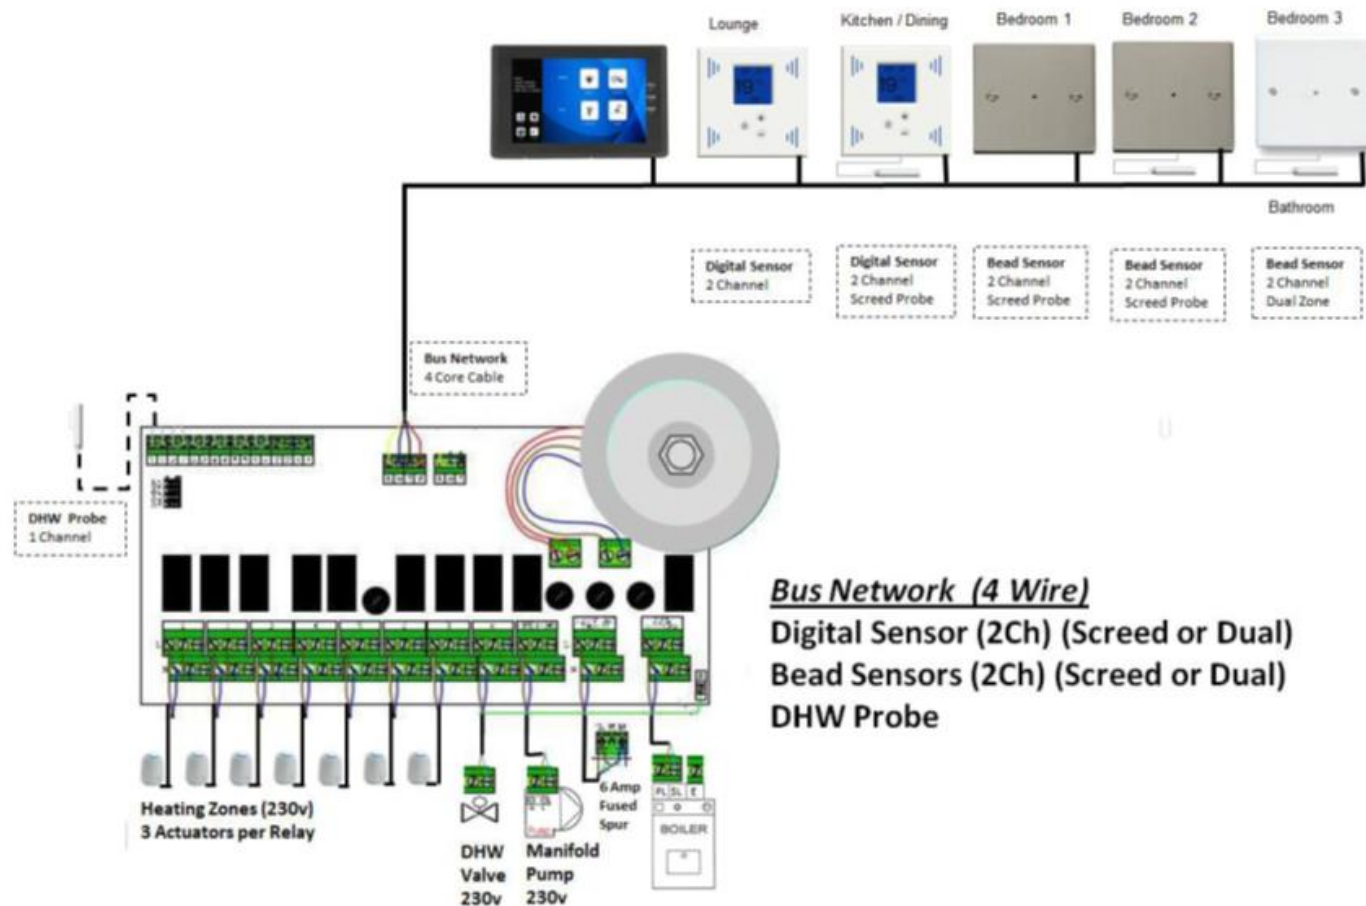 Lounge
Kitchen / Dining
Bedroom 1
Bedroom 2
Bedroom 3
19
19
Bathroom
Digital Sensor
2 Channel
Digital Sensor
2 Channel
Screed Probe
Bead Sensor
2 Channel
Screed Probe
Bead Sensor
2 Channel
Screed Probe
Bead Sensor
2 Channel
Dual Zone
Bus Network
4 Core Cable
DHW Probe
1 Channel
Bus Network (4 Wire)
Digital Sensor (2Ch) (Screed or Dual)
Bead Sensors (2Ch) (Screed or Dual)
DHW Probe
Heating Zones (230v)
3 Actuators per Relay
DHW
Valve
230v
Manifold
Pump
230v
6 Amp
Fused
Spur
PL SL E
BOILER